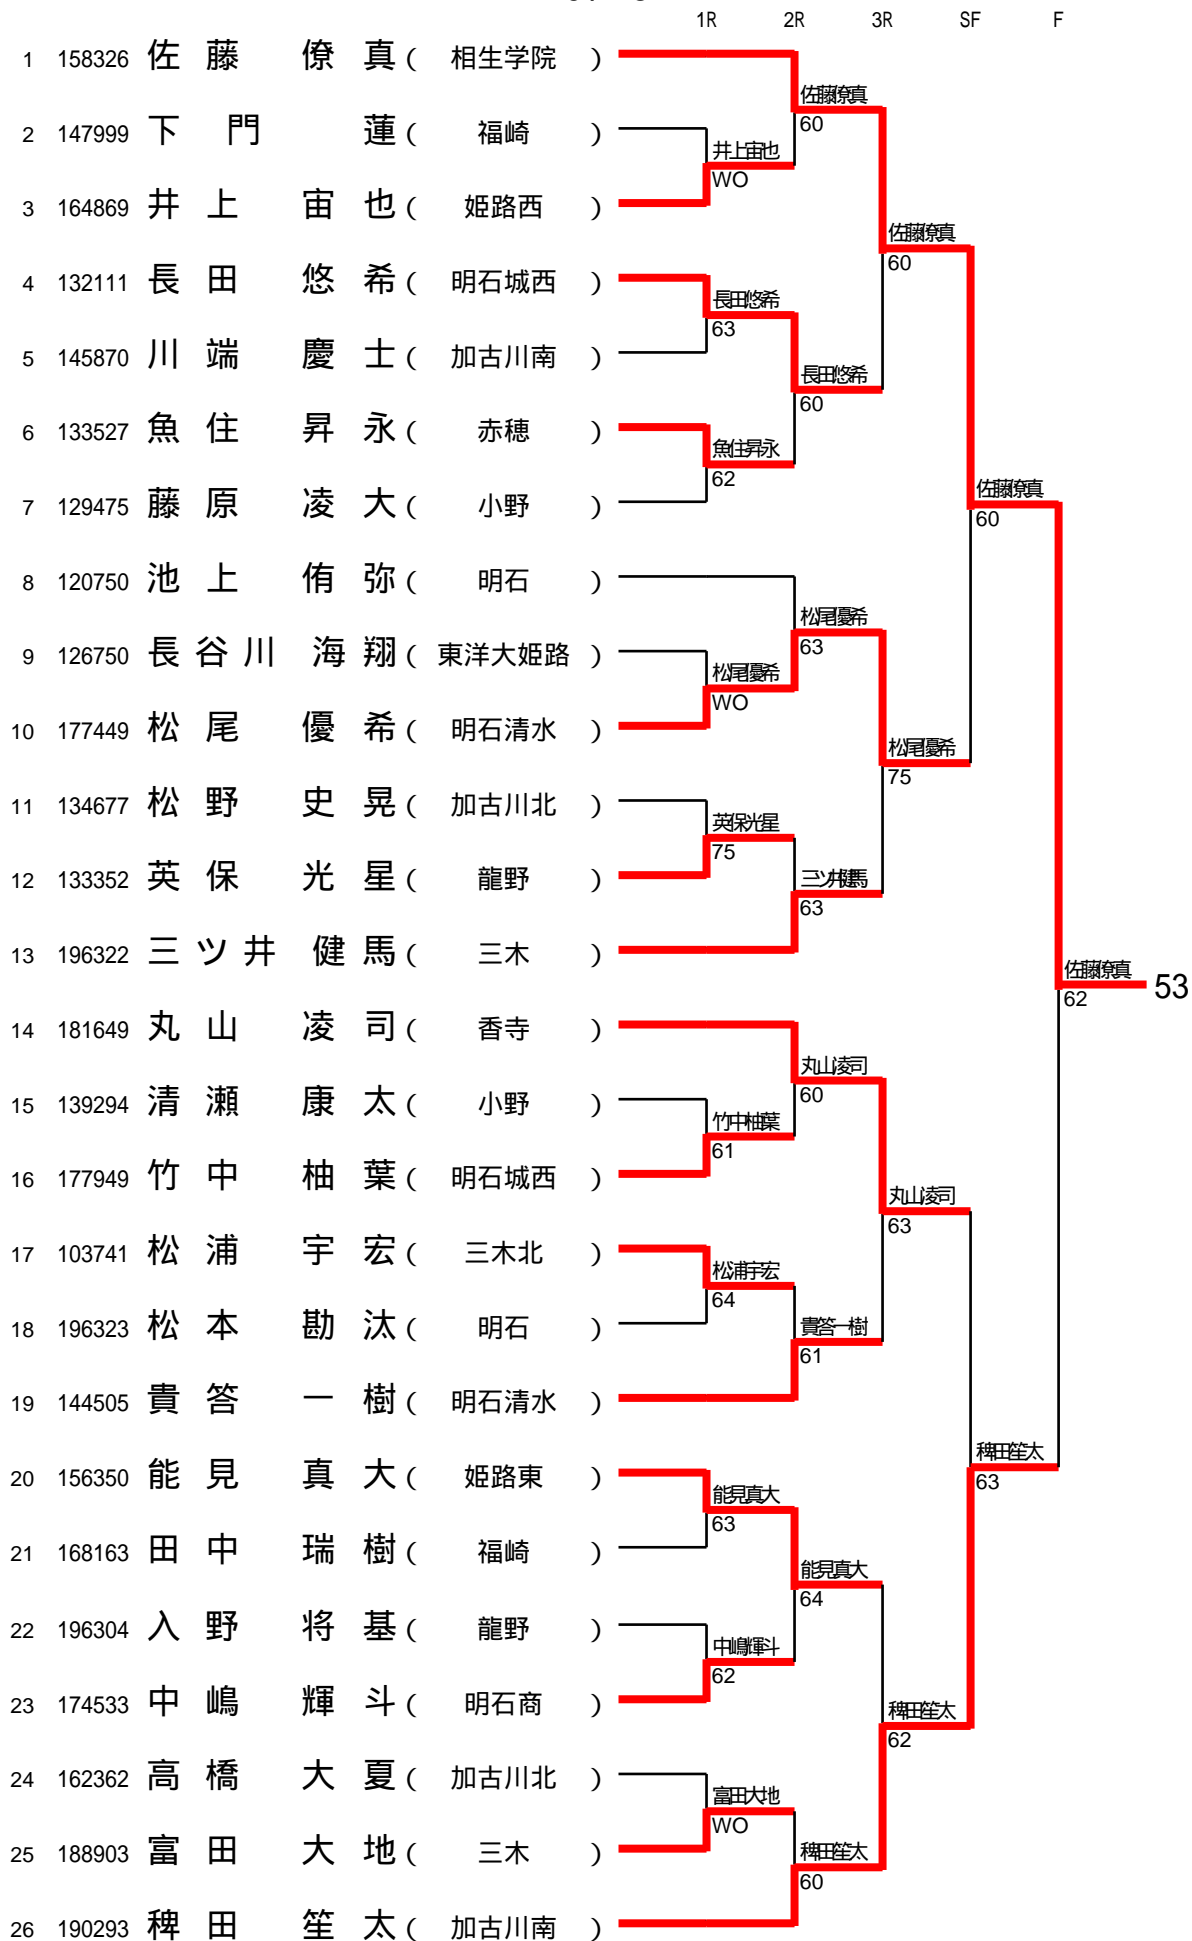 1R 2R 3R SF F
1 158326 佐藤 僚真 ( 相生学院 )
佐藤僚真
60
2 147999 下門 蓮 ( 福崎 )
井上宙也
WO
3 164869 井上 宙也 ( 姫路西 )
佐藤僚真
60
4 132111 長田 悠希 ( 明石城西 )
長田悠希
63
5 145870 川端 慶士 ( 加古川南 )
長田悠希
60
6 133527 魚住 昇永 ( 赤穂 )
魚住昇永
62
7 129475 藤原 凌大 ( 小野 )
佐藤僚真
60
8 120750 池上 侑弥 ( 明石 )
松尾優希
63
9 126750 長谷川 海翔 ( 東洋大姫路 )
松尾優希
WO
10 177449 松尾 優希 ( 明石清水 )
松尾優希
75
11 134677 松野 史晃 ( 加古川北 )
英保光星
75
12 133352 英保 光星 ( 龍野 )
三ツ井健馬
63
13 196322 三ツ井 健馬 ( 三木 )
佐藤僚真
62
53
14 181649 丸山 凌司 ( 香寺 )
丸山凌司
60
15 139294 清瀬 康太 ( 小野 )
竹中柚葉
61
16 177949 竹中 柚葉 ( 明石城西 )
丸山凌司
63
17 103741 松浦 宇宏 ( 三木北 )
松浦宇宏
64
18 196323 松本 勘汰 ( 明石 )
貴答一樹
61
19 144505 貴答 一樹 ( 明石清水 )
稗田笙太
63
20 156350 能見 真大 ( 姫路東 )
能見真大
63
21 168163 田中 瑞樹 ( 福崎 )
能見真大
64
22 196304 入野 将基 ( 龍野 )
中嶋輝斗
62
23 174533 中嶋 輝斗 ( 明石商 )
稗田笙太
62
24 162362 高橋 大夏 ( 加古川北 )
富田大地
WO
25 188903 富田 大地 ( 三木 )
稗田笙太
60
26 190293 稗田 笙太 ( 加古川南 )